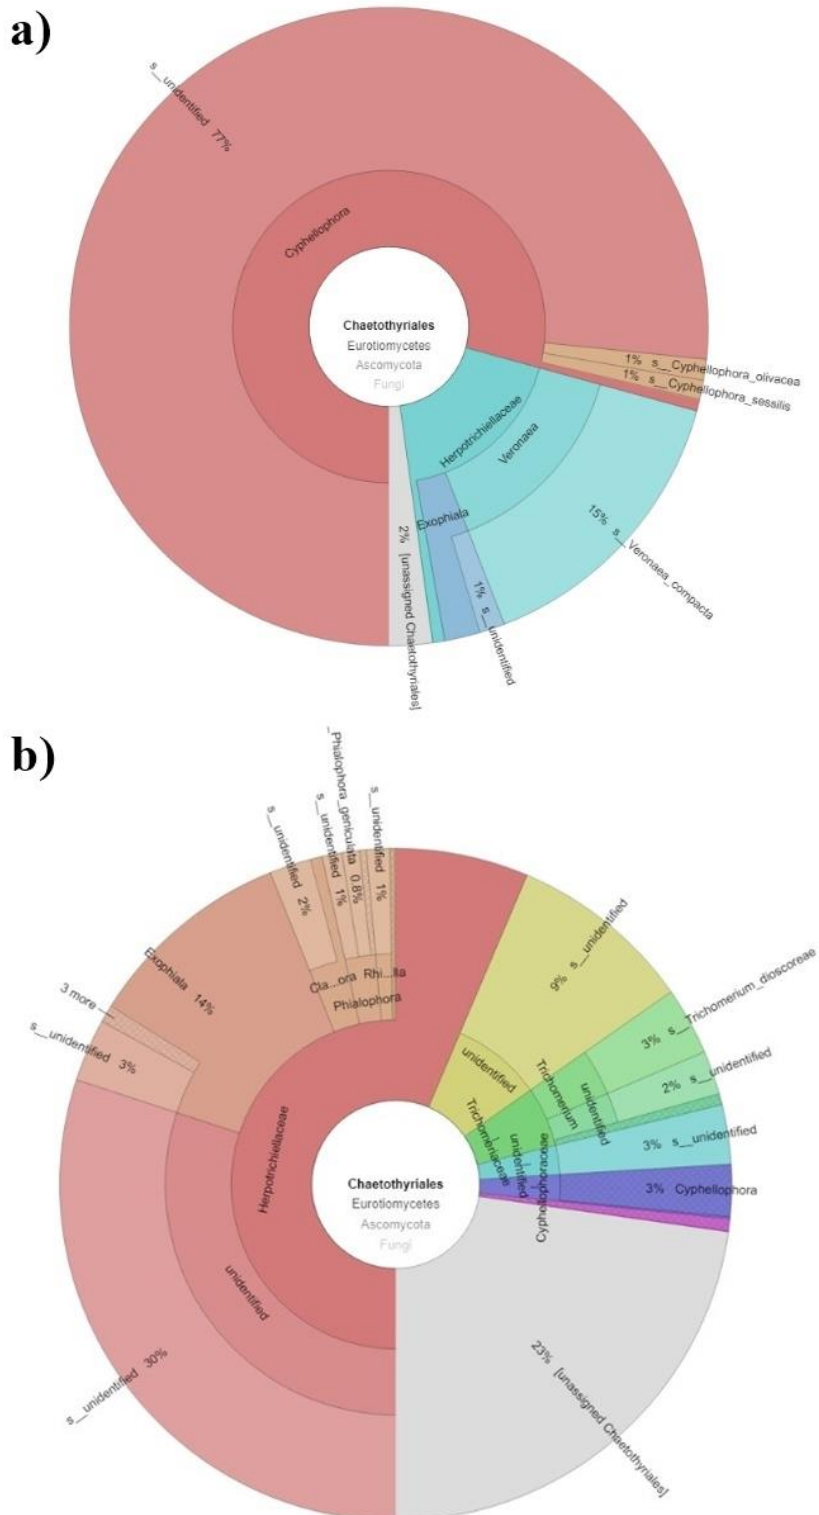 a)
s__unidentified 77%
Cyphellophora
Chaetothyriales
Eurotiomycetes
Ascomycota
Fungi
1% s__Cyphellophora_olivacea
1% s__Cyphellophora_sessilis
Herpotrichiellaceae
Veronaea
15% s__Veronaea_compacta
Exophiala
1% s__unidentified
2% [unassigned Chaetothyriales]
b)
_Phialophora_geniculata 0.8%
s__unidentified 1%
s__unidentified 1%
s__unidentified 2%
Exophiala 14%
3 more
s__unidentified 3%
Cla...ora
Rhi...lla
Phialophora
9% s__unidentified
3% s__Trichomerium_dioscoreae
2% s__unidentified
3% s__unidentified
3% Cyphellophora
unidentified
Trichomerium
unidentified
Trichomeriaceae
unidentified
Cyphellophoraceae
Herpotrichiellaceae
unidentified
Chaetothyriales
Eurotiomycetes
Ascomycota
Fungi
s__unidentified 30%
23% [unassigned Chaetothyriales]